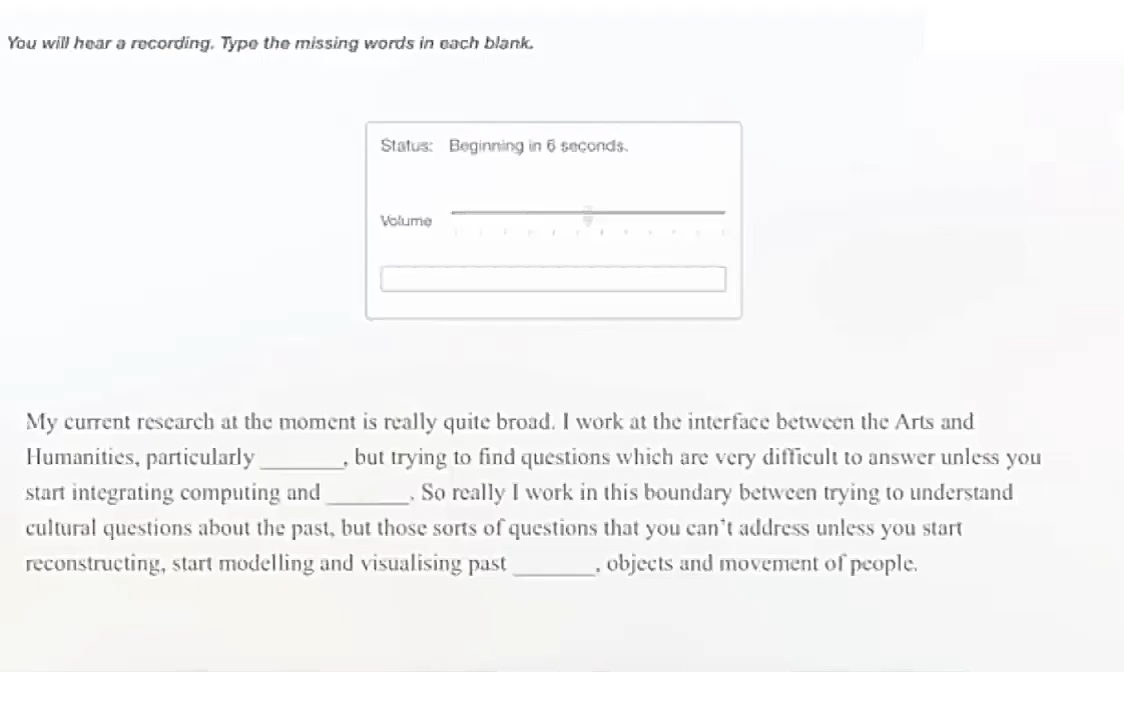 You will hear a recording. Type the missing words in each blank.
Status: Beginning in 6 seconds.
Volume
My current research at the moment is really quite broad. I work at the interface between the Arts and
Humanities, particularly _______, but trying to find questions which are very difficult to answer unless you
start integrating computing and _______. So really I work in this boundary between trying to understand
cultural questions about the past, but those sorts of questions that you can't address unless you start
reconstructing, start modelling and visualising past _______, objects and movement of people.